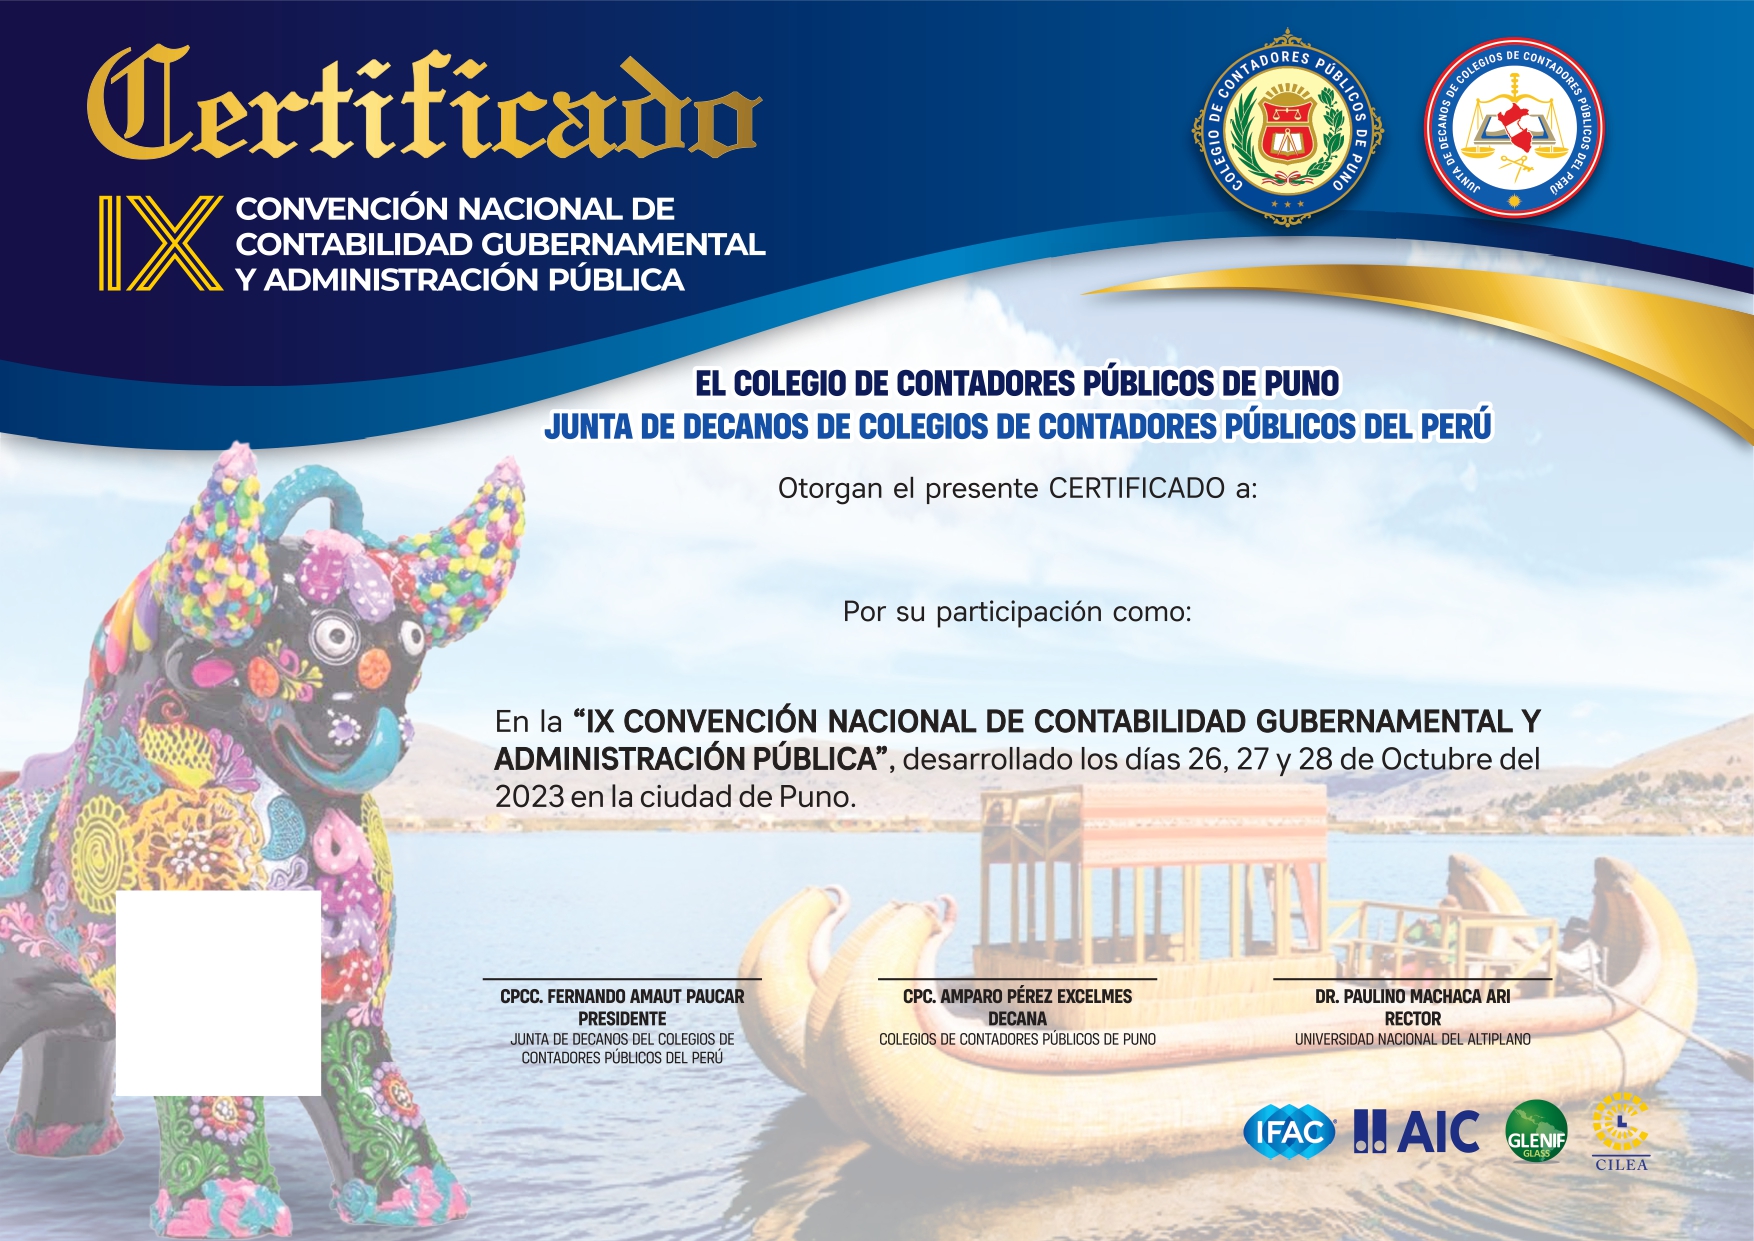 Certificado
IX
CONVENCIÓN NACIONAL DE
CONTABILIDAD GUBERNAMENTAL
Y ADMINISTRACIÓN PÚBLICA
COLEGIO DE CONTADORES PÚBLICOS DE PUNO
JUNTA DE DECANOS DE COLEGIOS DE CONTADORES PÚBLICOS DEL PERÚ
EL COLEGIO DE CONTADORES PÚBLICOS DE PUNO
JUNTA DE DECANOS DE COLEGIOS DE CONTADORES PÚBLICOS DEL PERÚ
Otorgan el presente CERTIFICADO a:
Por su participación como:
En la “IX CONVENCIÓN NACIONAL DE CONTABILIDAD GUBERNAMENTAL Y
ADMINISTRACIÓN PÚBLICA”, desarrollado los días 26, 27 y 28 de Octubre del
2023 en la ciudad de Puno.
CPCC. FERNANDO AMAUT PAUCAR
PRESIDENTE
JUNTA DE DECANOS DEL COLEGIOS DE
CONTADORES PÚBLICOS DEL PERÚ
CPC. AMPARO PÉREZ EXCELMES
DECANA
COLEGIOS DE CONTADORES PÚBLICOS DE PUNO
DR. PAULINO MACHACA ARI
RECTOR
UNIVERSIDAD NACIONAL DEL ALTIPLANO
IFAC
AIC
GLENIF
GLASS
CILEA